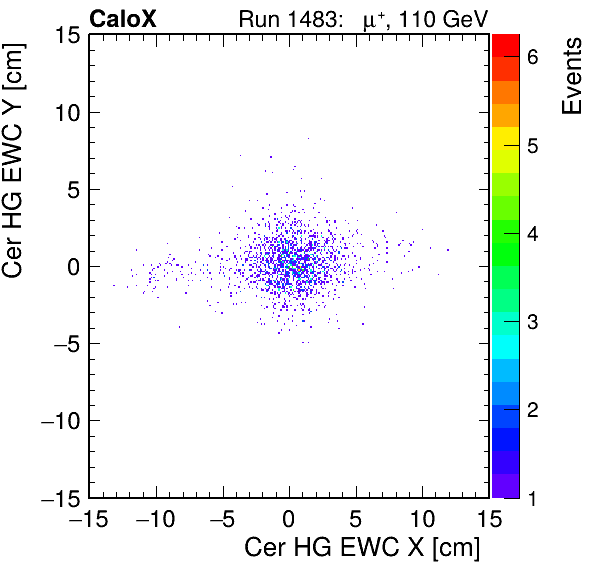 CaloX Run 1483: μ⁺, 110 GeV
Cer HG EWC Y [cm]
15
10
5
0
−5
−10
−15
−15 −10 −5 0 5 10 15
Cer HG EWC X [cm]
Events
6
5
4
3
2
1